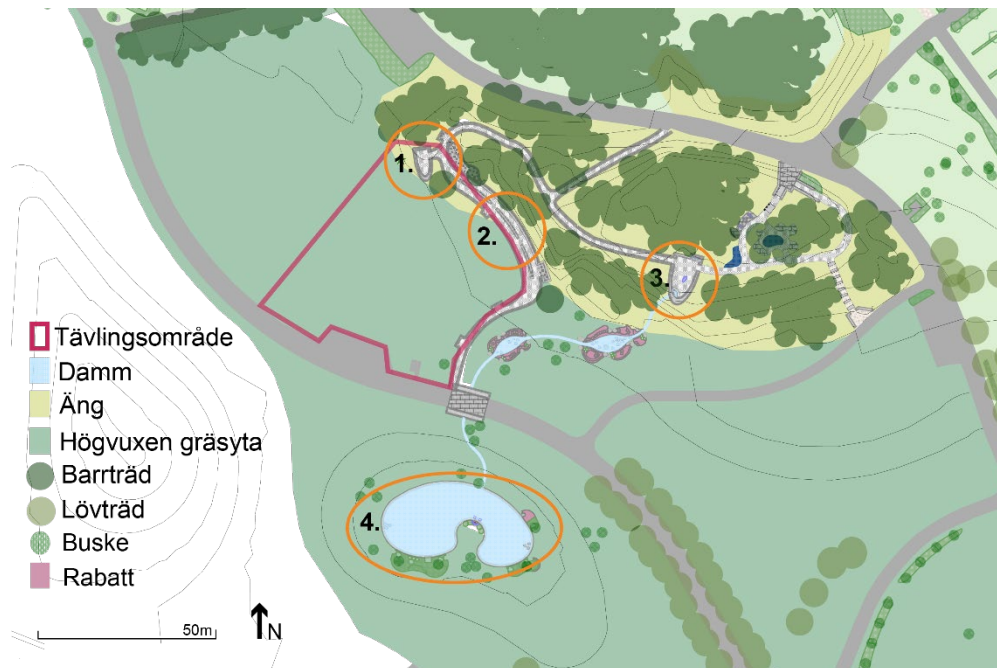 1.
2.
3.
Tävlingsområde
Damm
Äng
Högvuxen gräsyta
Barrträd
Lövträd
4.
Buske
Rabatt
50m
N